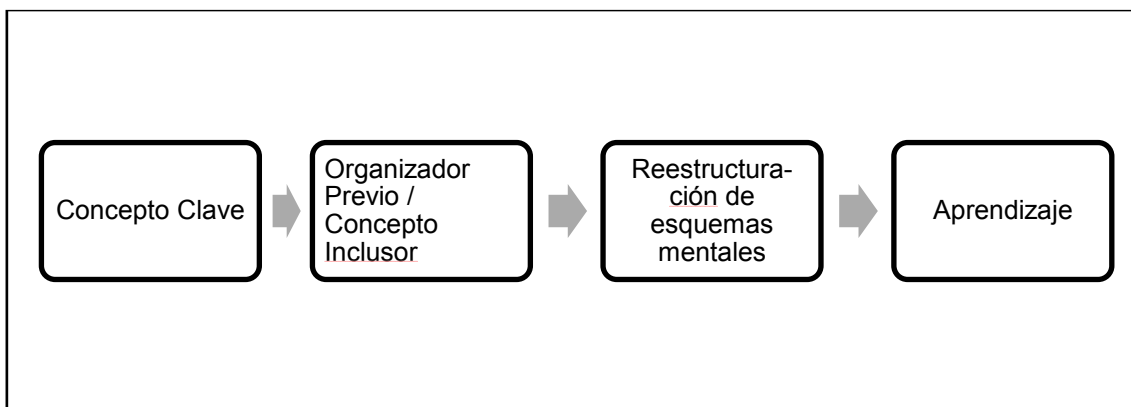 Concepto Clave
Organizador
Previo /
Concepto
Inclusor
Reestructura-
ción de
esquemas
mentales
Aprendizaje